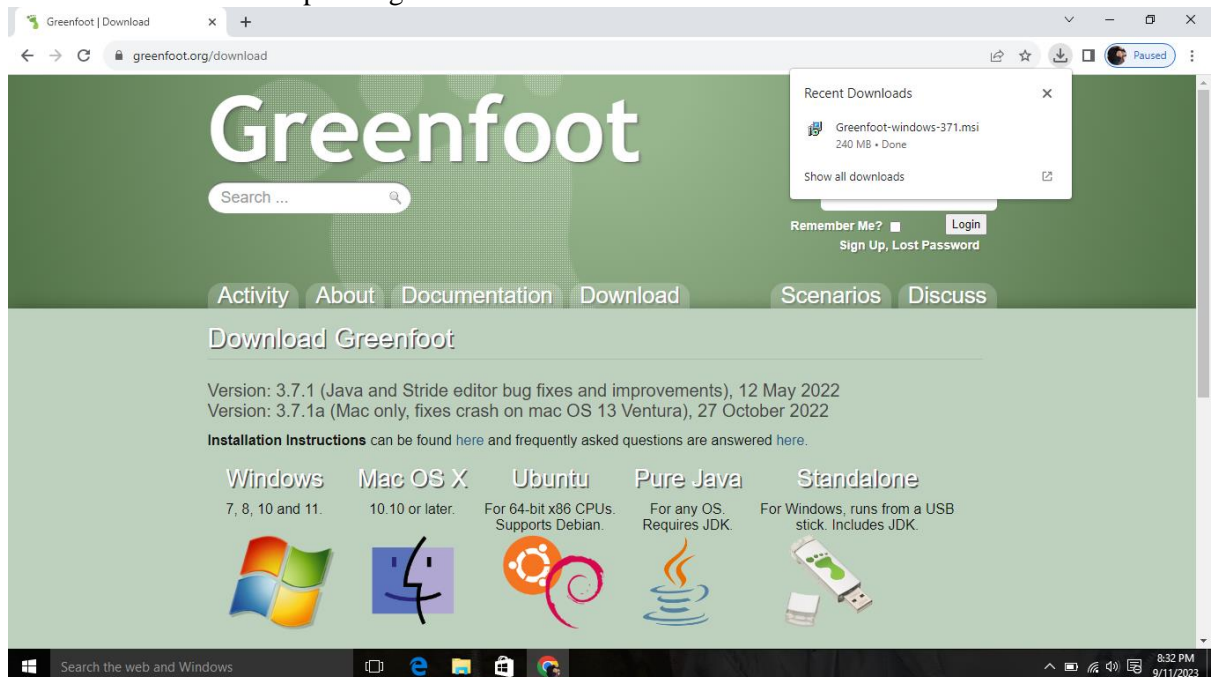 Greenfoot | Download
greenfoot.org/download
Paused
Greenfoot
Search ...
Recent Downloads
Greenfoot-windows-371.msi
240 MB • Done
Show all downloads
Remember Me?
Login
Sign Up, Lost Password
Activity About Documentation Download Scenarios Discuss
Download Greenfoot
Version: 3.7.1 (Java and Stride editor bug fixes and improvements), 12 May 2022
Version: 3.7.1a (Mac only, fixes crash on mac OS 13 Ventura), 27 October 2022
Installation Instructions can be found here and frequently asked questions are answered here.
Windows Mac OS X Ubuntu Pure Java Standalone
7, 8, 10 and 11. 10.10 or later. For 64-bit x86 CPUs. For any OS. For Windows, runs from a USB
Supports Debian. Requires JDK. stick. Includes JDK.
Search the web and Windows
8:32 PM
9/11/2023